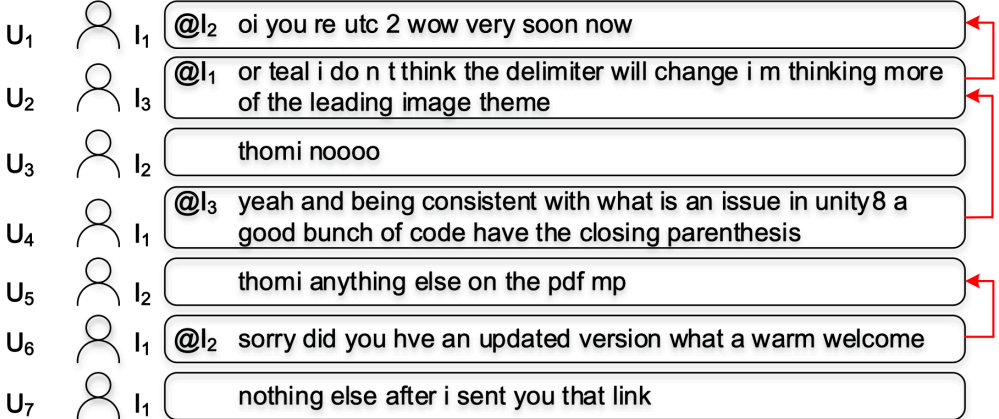 U₁ I₁ @I₂ oi you re utc 2 wow very soon now
U₂ I₃ @I₁ or teal i do n t think the delimiter will change i m thinking more
of the leading image theme
U₃ I₂ thomi noooo
U₄ I₁ @I₃ yeah and being consistent with what is an issue in unity8 a
good bunch of code have the closing parenthesis
U₅ I₂ thomi anything else on the pdf mp
U₆ I₁ @I₂ sorry did you hve an updated version what a warm welcome
U₇ I₁ nothing else after i sent you that link